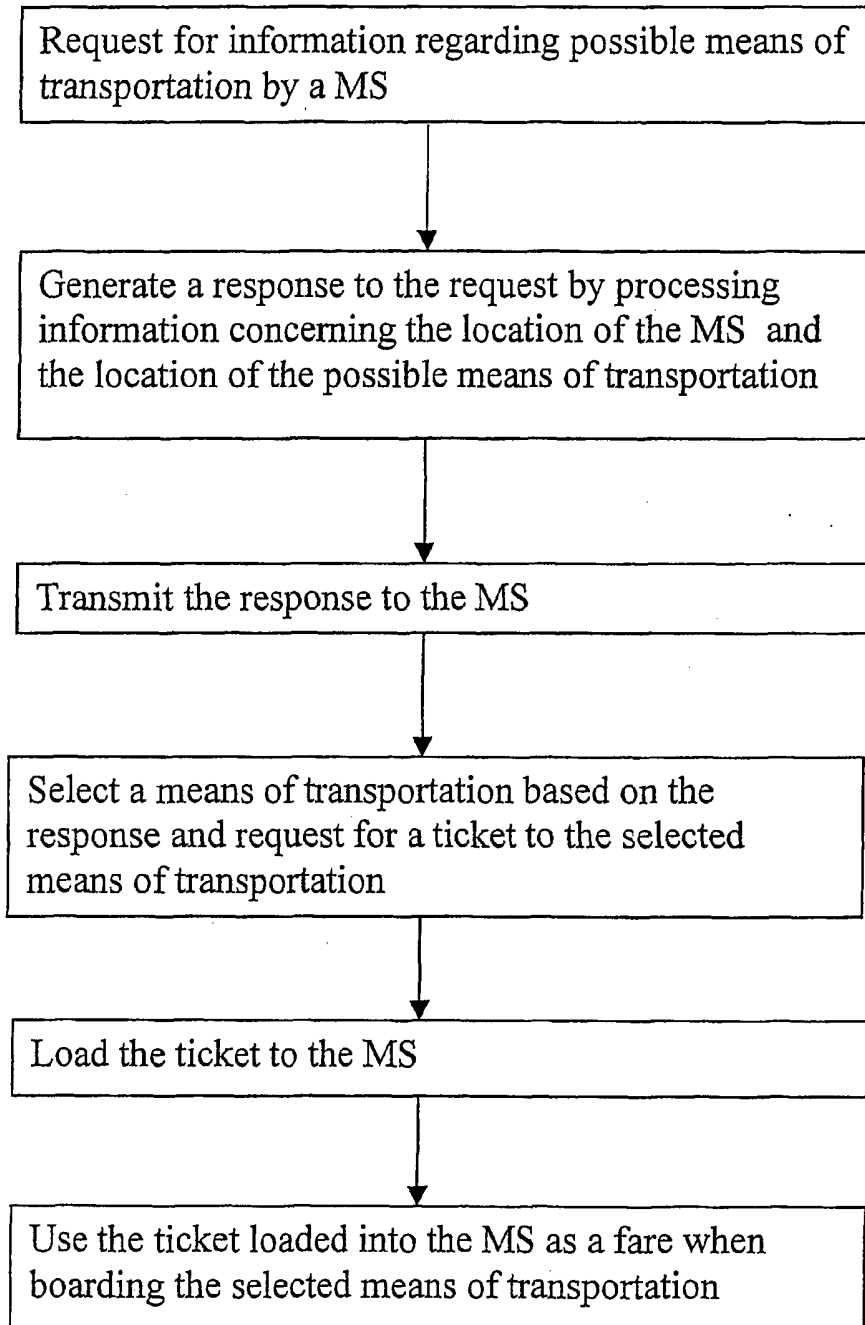 Request for information regarding possible means of
transportation by a MS
Generate a response to the request by processing
information concerning the location of the MS and
the location of the possible means of transportation
Transmit the response to the MS
Select a means of transportation based on the
response and request for a ticket to the selected
means of transportation
Load the ticket to the MS
Use the ticket loaded into the MS as a fare when
boarding the selected means of transportation